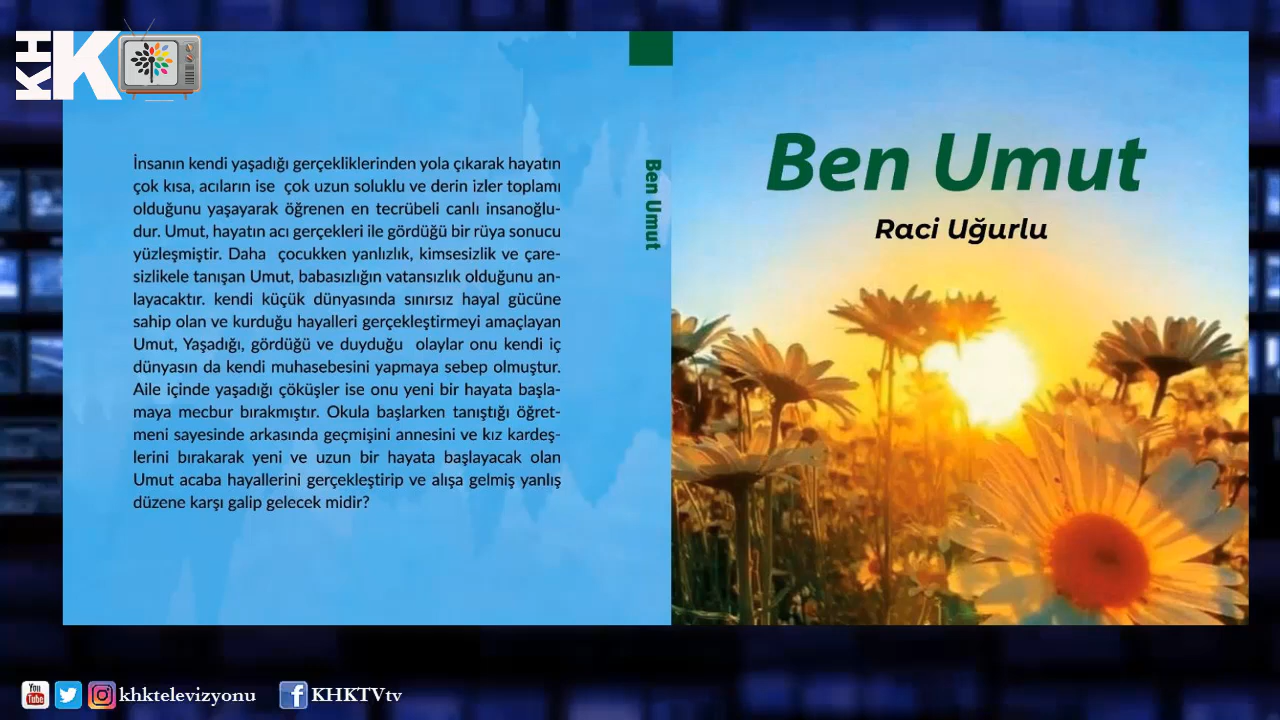 KHK
İnsanın kendi yaşadığı gerçekliklerinden yola çıkarak hayatın
çok kısa, acıların ise çok uzun soluklu ve derin izler toplamı
olduğunu yaşayarak öğrenen en tecrübeli canlı insanoğlu-
dur. Umut, hayatın acı gerçekleri ile gördüğü bir rüya sonucu
yüzleşmiştir. Daha çocukken yanlızlık, kimsesizlik ve çare-
sizlikele tanışan Umut, babasızlığın vatansızlık olduğunu an-
layacaktır. kendi küçük dünyasında sınırsız hayal gücüne
sahip olan ve kurduğu hayalleri gerçekleştirmeyi amaçlayan
Umut, Yaşadığı, gördüğü ve duyduğu olaylar onu kendi iç
dünyasın da kendi muhasebesini yapmaya sebep olmuştur.
Aile içinde yaşadığı çöküşler ise onu yeni bir hayata başla-
maya mecbur bırakmıştır. Okula başlarken tanıştığı öğret-
meni sayesinde arkasında geçmişini annesini ve kız kardeş-
lerini bırakarak yeni ve uzun bir hayata başlayacak olan
Umut acaba hayallerini gerçekleştirip ve alışa gelmiş yanlış
düzene karşı galip gelecek midir?
Ben Umut
Ben Umut
Raci Uğurlu
You Tube
khktelevizyonu
KHKTVtv